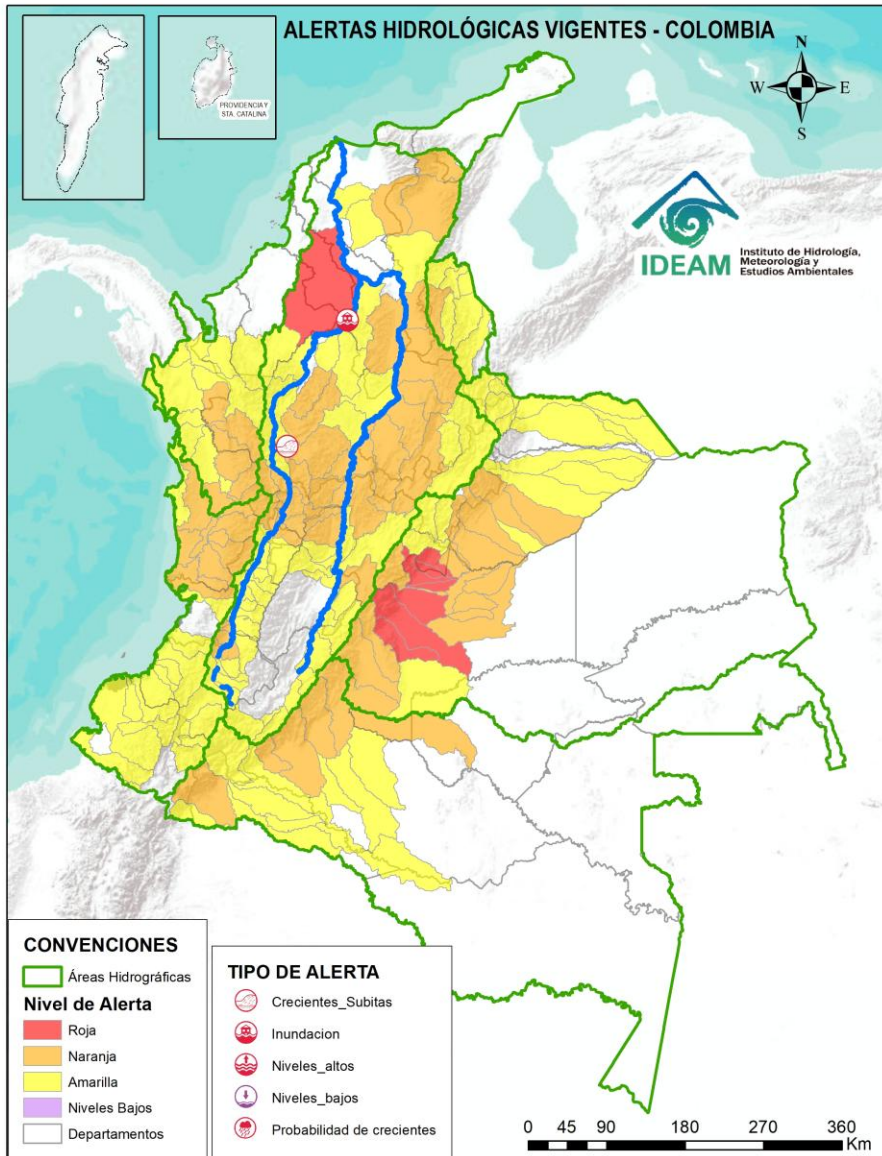 ALERTAS HIDROLÓGICAS VIGENTES - COLOMBIA
PROVIDENCIA Y
STA. CATALINA
N
W
E
S
IDEAM
Instituto de Hidrología,
Meteorología y
Estudios Ambientales
CONVENCIONES
Áreas Hidrográficas
Nivel de Alerta
Roja
Naranja
Amarilla
Niveles Bajos
Departamentos
TIPO DE ALERTA
Crecientes_Subitas
Inundacion
Niveles_altos
Niveles_bajos
Probabilidad de crecientes
0 45 90 180 270 360
Km